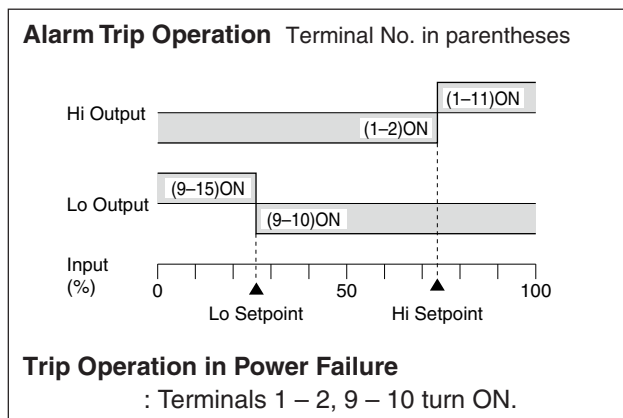 Alarm Trip Operation Terminal No. in parentheses
(1–11)ON
Hi Output
(1–2)ON
(9–15)ON
Lo Output
(9–10)ON
Input
(%)
0 50 100
Lo Setpoint Hi Setpoint
Trip Operation in Power Failure
: Terminals 1 – 2, 9 – 10 turn ON.